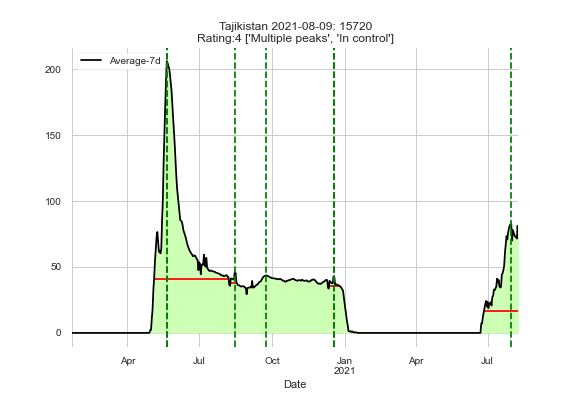 Tajikistan 2021-08-09: 15720
Rating:4 ['Multiple peaks', 'In control']
Average-7d
200
150
100
50
0
Apr Jul Oct Jan Apr Jul
2021
Date